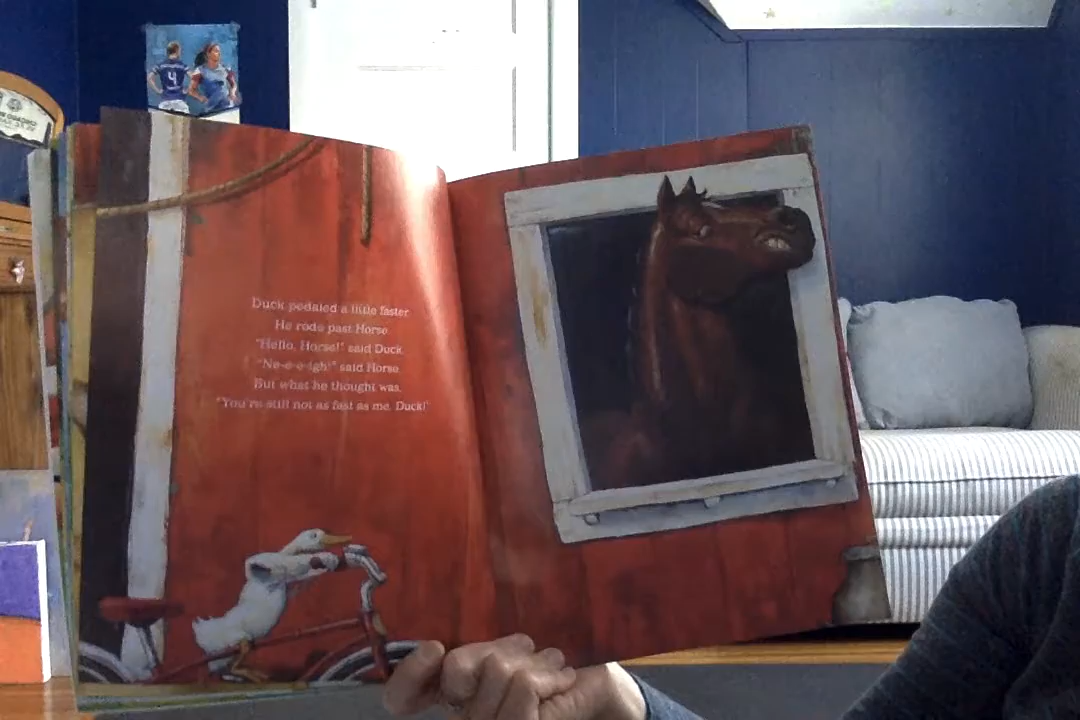 Duck pedaled a little faster.
He rode past Horse.
"Hello, Horse!" said Duck.
"Ne-e-e-igh!" said Horse.
But what he thought was,
"You're still not as fast as me, Duck!"
4